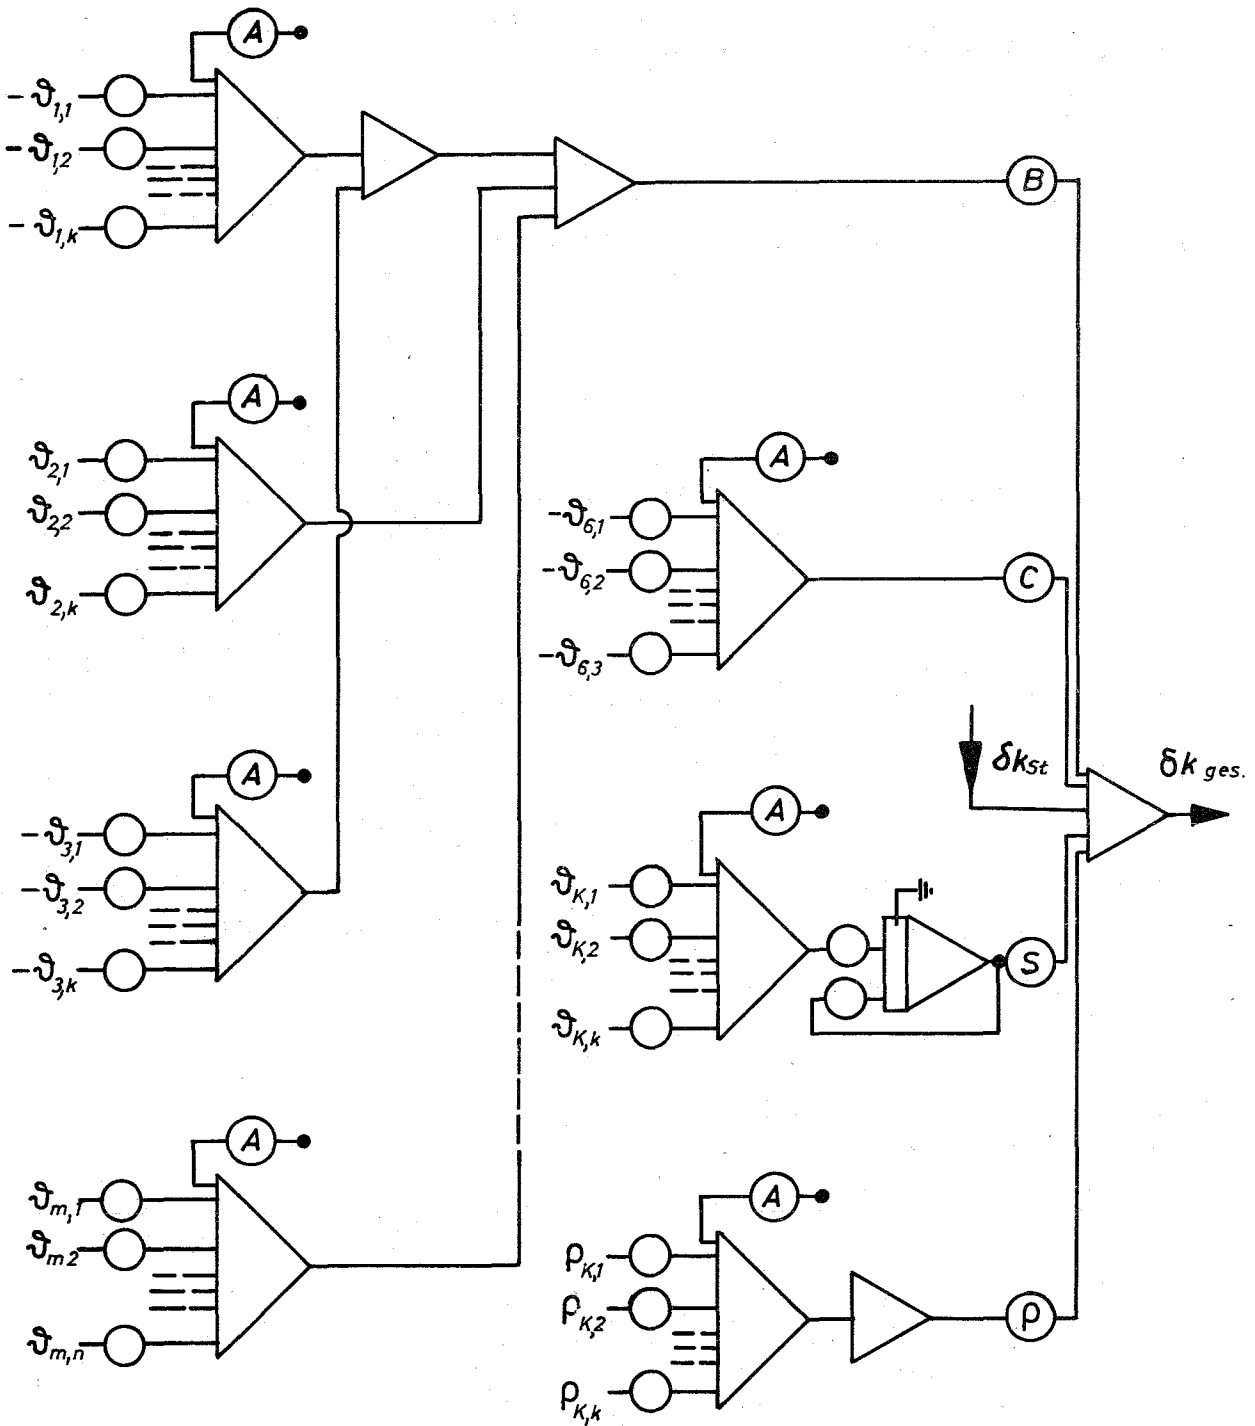 A
-ϑ1,1
-ϑ1,2
-ϑ1,k
B
A
ϑ2,1
ϑ2,2
ϑ2,k
A
-ϑ6,1
-ϑ6,2
-ϑ6,3
C
A
-ϑ3,1
-ϑ3,2
-ϑ3,k
δkSt
δk ges.
A
ϑK,1
ϑK,2
ϑK,k
S
A
ϑm,1
ϑm2
ϑm,n
A
ρK,1
ρK,2
ρK,k
ρ